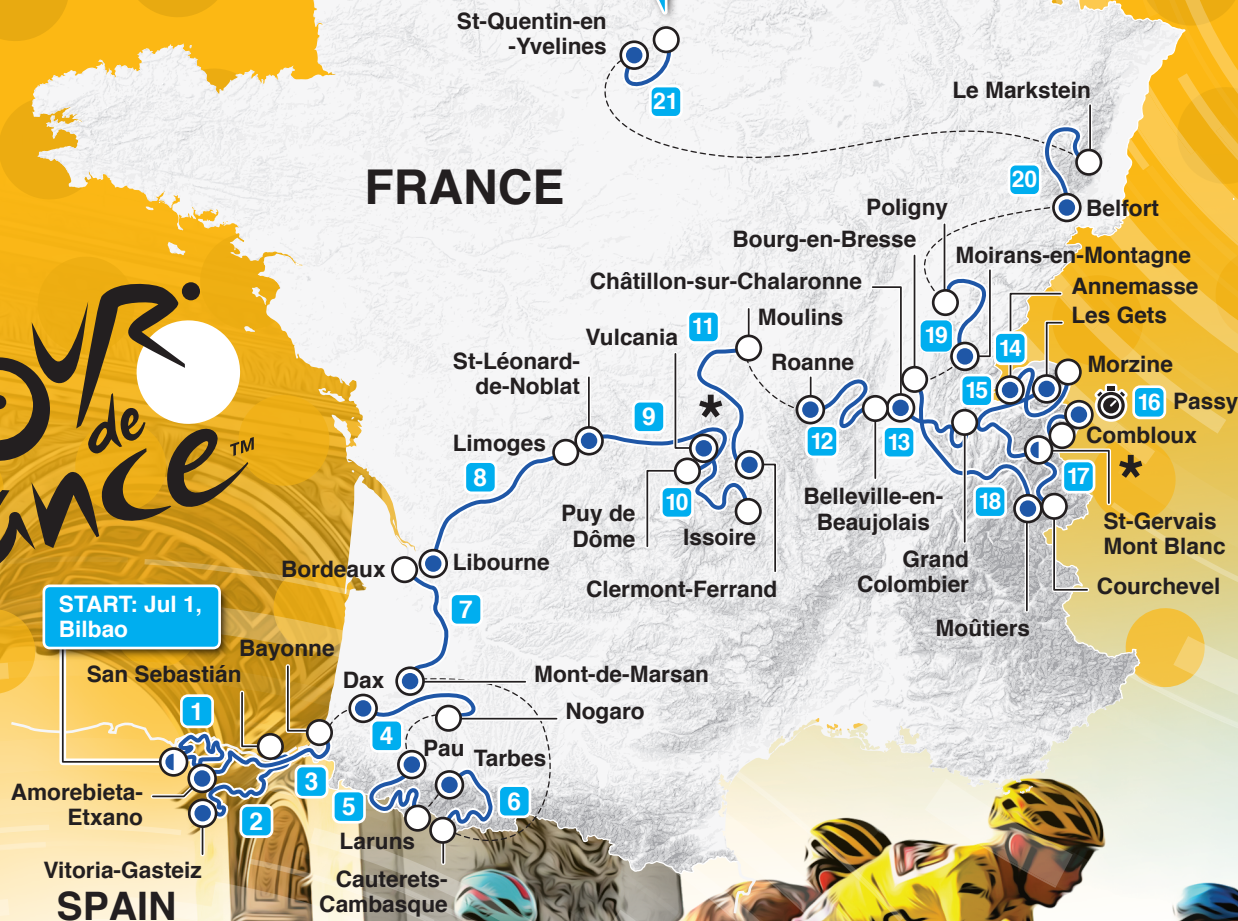 St-Quentin-en
-Yvelines
21
Le Markstein
FRANCE
20
Belfort
Poligny
Bourg-en-Bresse
Moirans-en-Montagne
Châtillon-sur-Chalaronne
Annemasse
Les Gets
11
Moulins
19
14
Vulcania
Roanne
Morzine
St-Léonard-
de-Noblat
15
16
Passy
TOUR
de
France
TM
9
*
12
13
Combloux
Limoges
*
8
10
17
18
Belleville-en-
Beaujolais
Puy de
Dôme
Issoire
St-Gervais
Mont Blanc
Grand
Colombier
Bordeaux
Libourne
Clermont-Ferrand
Courchevel
START: Jul 1,
Bilbao
7
Moûtiers
Bayonne
San Sebastián
Dax
Mont-de-Marsan
1
Nogaro
4
Pau
Tarbes
3
Amorebieta-
Etxano
2
5
6
Laruns
Vitoria-Gasteiz
Cauterets-
Cambasque
SPAIN